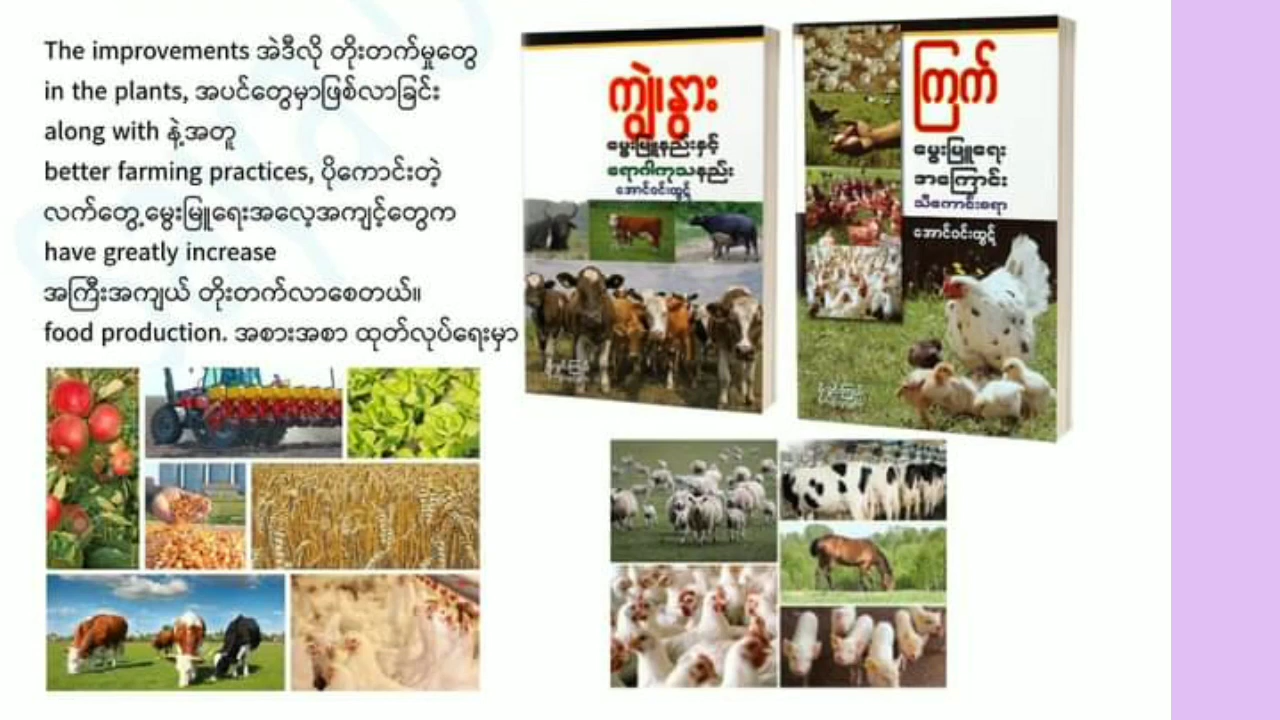 The improvements အဲဒီလို တိုးတက်မှုတွေ
in the plants, အပင်တွေမှာဖြစ်လာခြင်း
along with နဲ့အတူ
better farming practices, ပိုကောင်းတဲ့
လက်တွေ့မွေးမြူရေးအလေ့အကျင့်တွေက
have greatly increase
အကြီးအကျယ် တိုးတက်လာစေတယ်။
food production. အစားအစာ ထုတ်လုပ်ရေးမှာ
ကျွဲ၊နွား
မွေးမြူနည်းနှင့်
ရောဂါကုသနည်း
အောင်ဝင်းထွဋ်
ကြက်
မွေးမြူရေး
အကြောင်း
သိကောင်းစရာ
အောင်ဝင်းထွဋ်